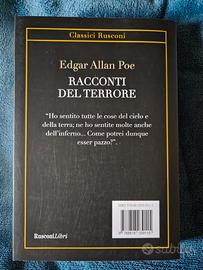 Classici Rusconi
Edgar Allan Poe
RACCONTI
DEL TERRORE
"Ho sentito tutte le cose del cielo e
della terra; ne ho sentite molte anche
dell'inferno... Come potrei dunque
esser pazzo?".
RusconiLibri
subito